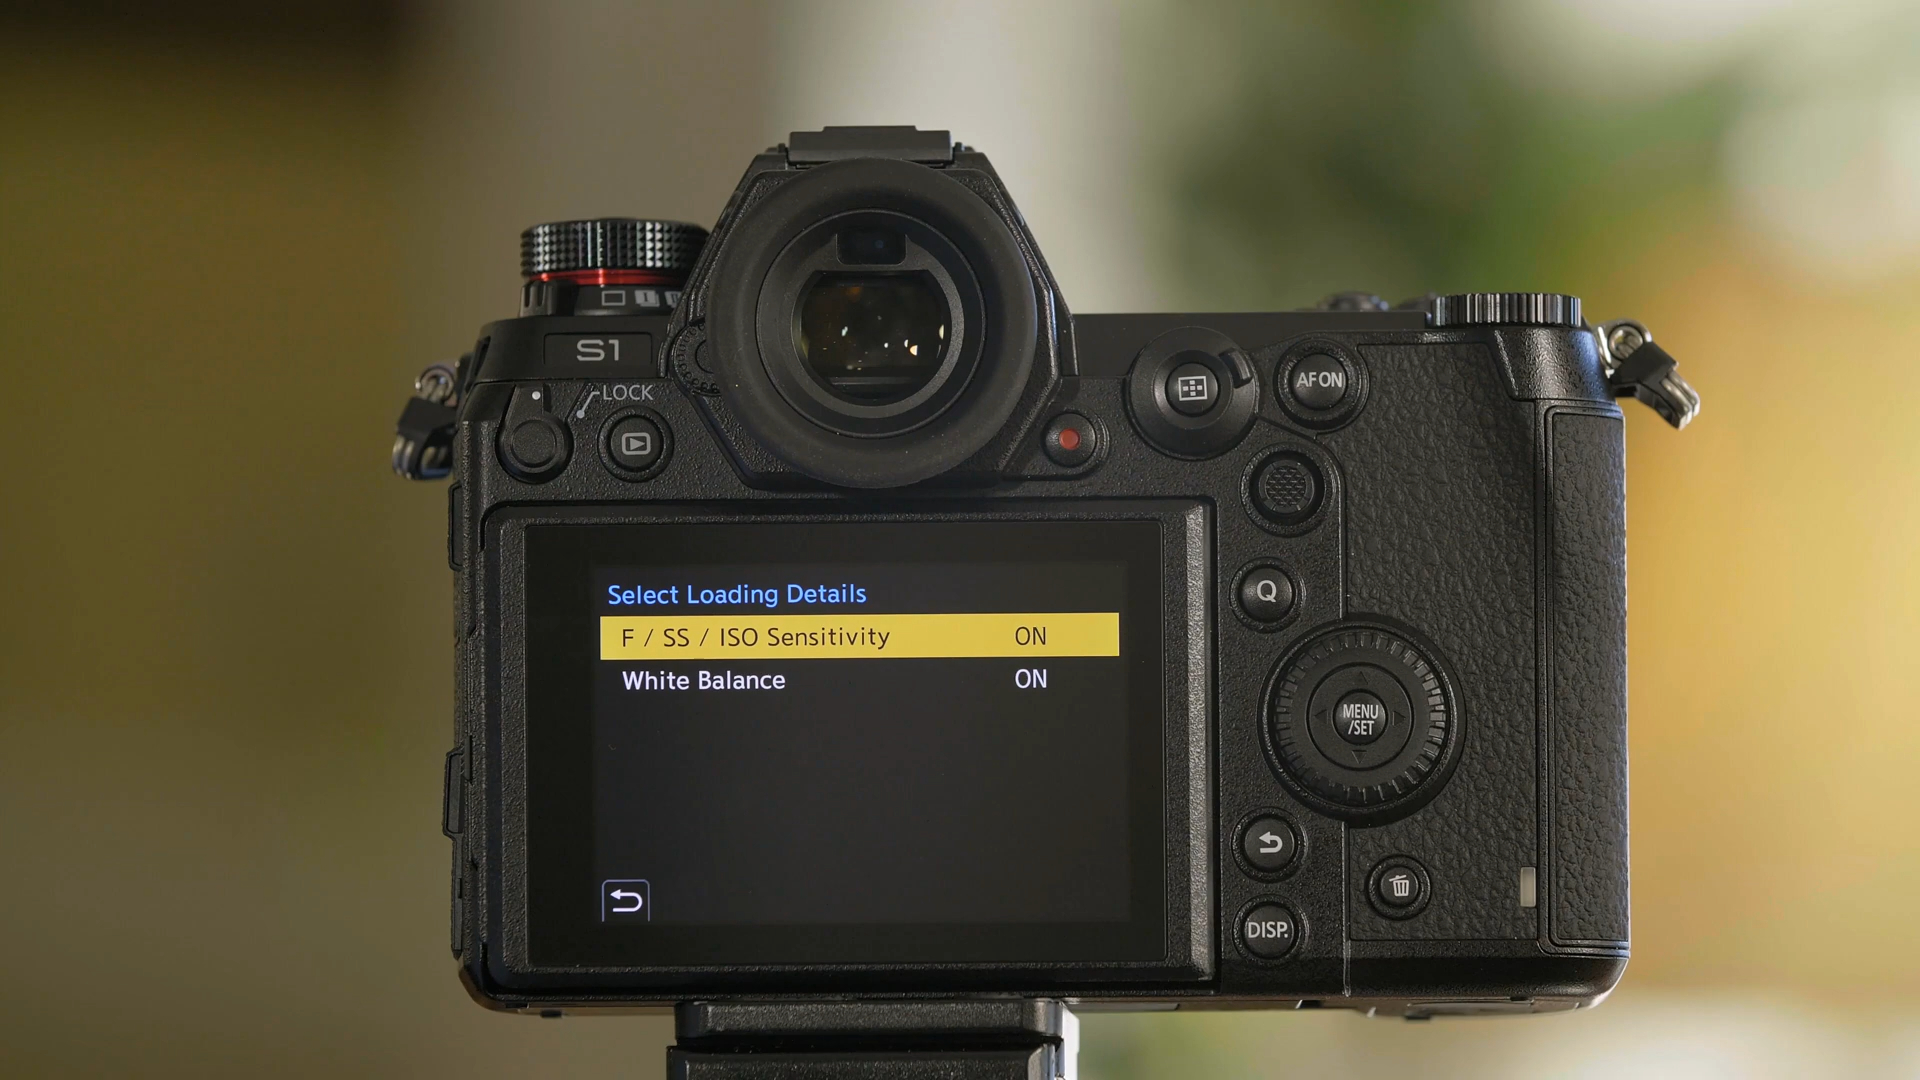 S1
LOCK
AF ON
Select Loading Details
F / SS / ISO Sensitivity ON
White Balance ON
Q
MENU
/SET
DISP.